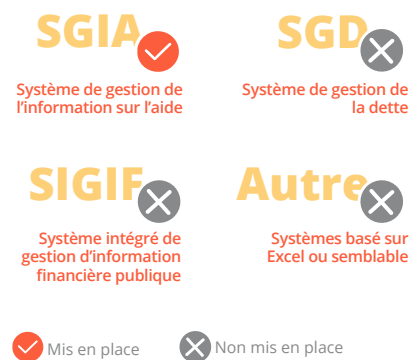 SGIA
Système de gestion de
l'information sur l'aide
SGD
Système de gestion de
la dette
SIGIF
Système intégré de
gestion d'information
financière publique
Autre
Systèmes basé sur
Excel ou semblable
Mis en place
Non mis en place